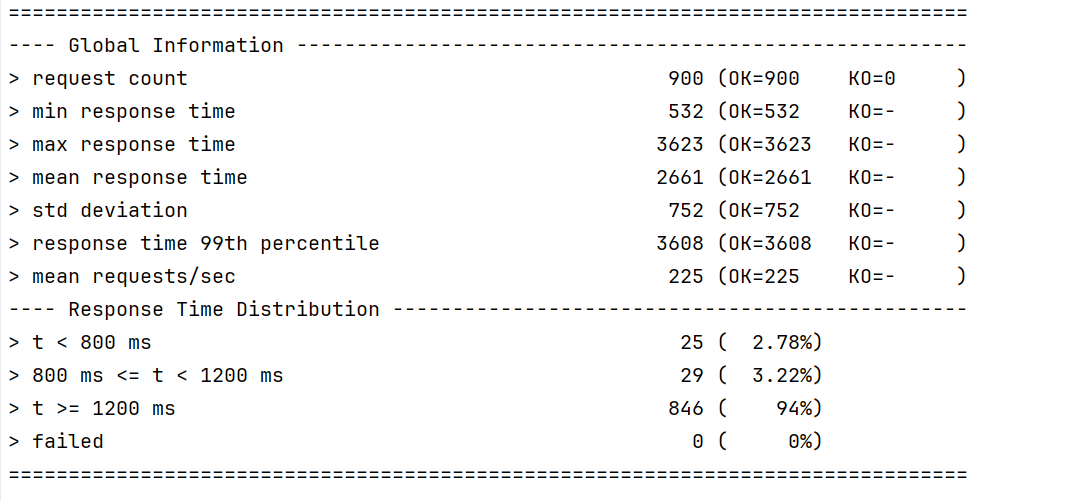 ================================================================================
---- Global Information --------------------------------------------------------
> request count                                        900 (OK=900    KO=0     )
> min response time                                    532 (OK=532    KO=-     )
> max response time                                   3623 (OK=3623   KO=-     )
> mean response time                                  2661 (OK=2661   KO=-     )
> std deviation                                        752 (OK=752    KO=-     )
> response time 99th percentile                       3608 (OK=3608   KO=-     )
> mean requests/sec                                    225 (OK=225    KO=-     )
---- Response Time Distribution ------------------------------------------------
> t < 800 ms                                            25 (  2.78%)
> 800 ms <= t < 1200 ms                                 29 (  3.22%)
> t >= 1200 ms                                         846 (    94%)
> failed                                                 0 (     0%)
================================================================================